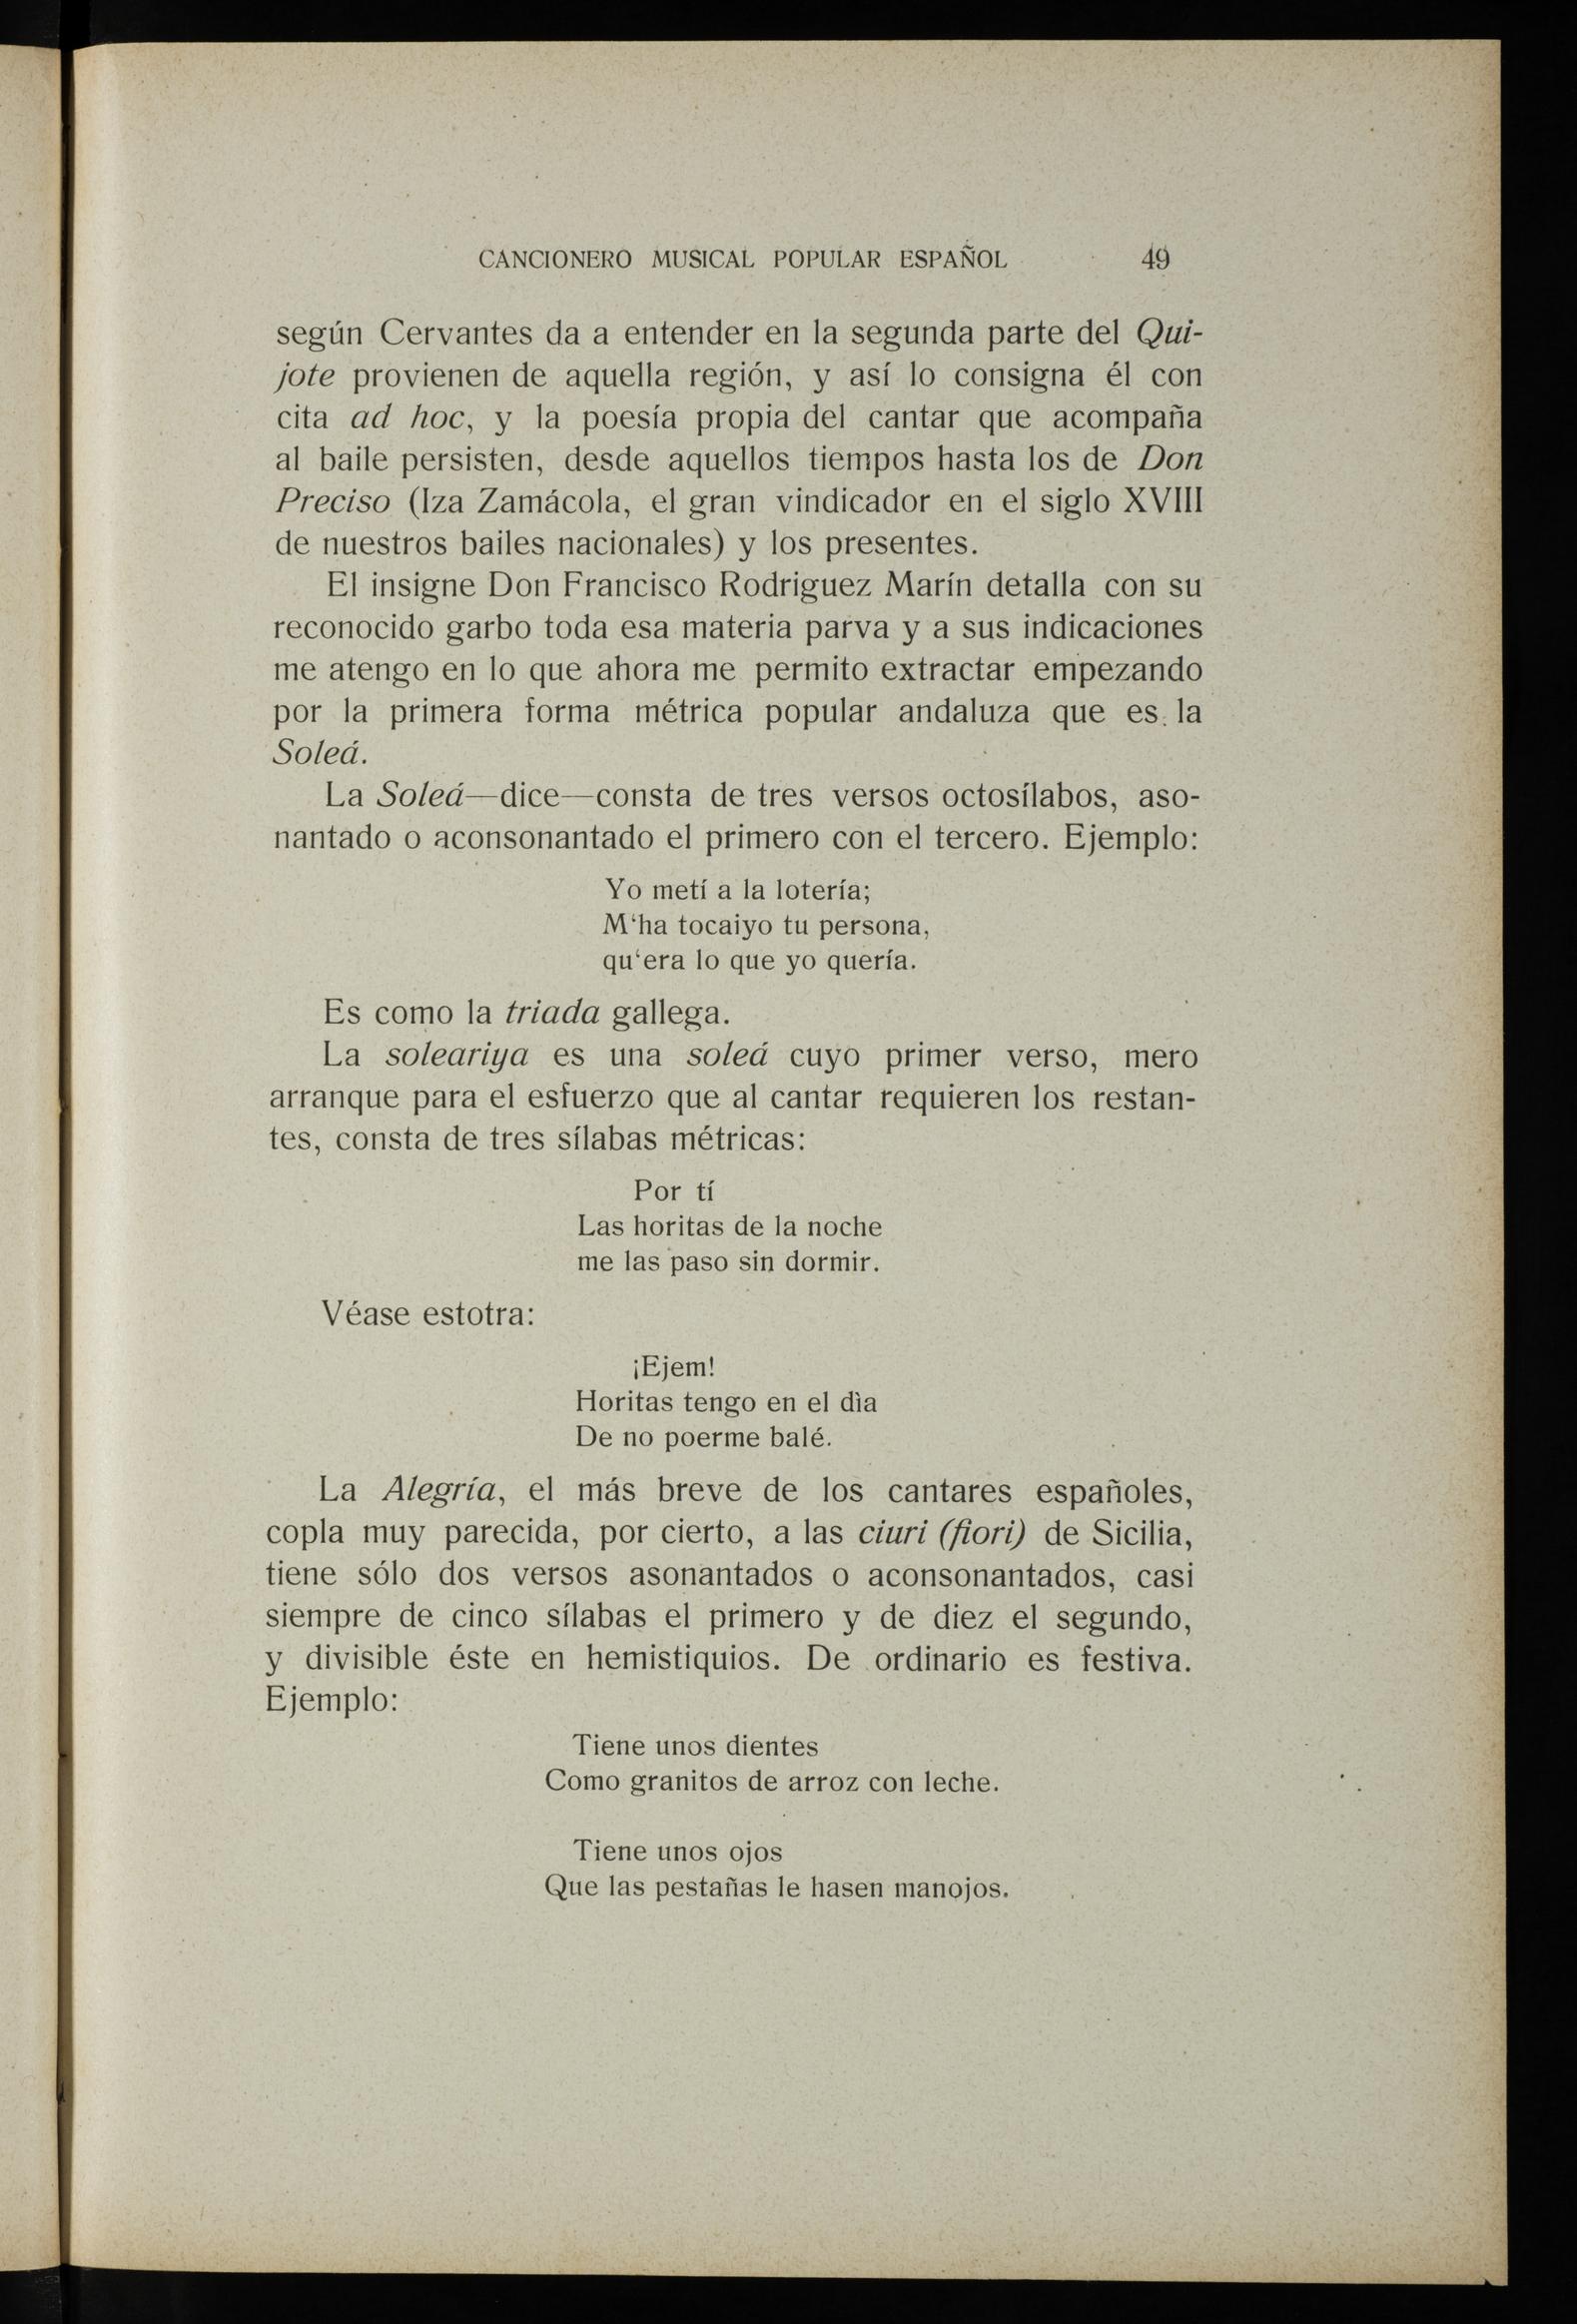 CANCIONERO MUSICAL POPULAR ESPAÑOL 49
según Cervantes da a entender en la segunda parte del Qui-
jote provienen de aquella región, y así lo consigna él con
cita ad hoc, y la poesía propia del cantar que acompaña
al baile persisten, desde aquellos tiempos hasta los de Don
Preciso (Iza Zamácola, el gran vindicador en el siglo XVIII
de nuestros bailes nacionales) y los presentes.
El insigne Don Francisco Rodriguez Marín detalla con su
reconocido garbo toda esa materia parva y a sus indicaciones
me atengo en lo que ahora me permito extractar empezando
por la primera forma métrica popular andaluza que es la
Soleá.
La Soleá—dice—consta de tres versos octosílabos, aso-
nantado o aconsonantado el primero con el tercero. Ejemplo:
Yo metí a la lotería;
M‘ha tocaiyo tu persona,
qu‘era lo que yo quería.
Es como la triada gallega.
La soleariya es una soleá cuyo primer verso, mero
arranque para el esfuerzo que al cantar requieren los restan-
tes, consta de tres sílabas métricas:
Por tí
Las horitas de la noche
me las paso sin dormir.
Véase estotra:
¡Ejem!
Horitas tengo en el dìa
De no poerme balé.
La Alegría, el más breve de los cantares españoles,
copla muy parecida, por cierto, a las ciuri (fiori) de Sicilia,
tiene sólo dos versos asonantados o aconsonantados, casi
siempre de cinco sílabas el primero y de diez el segundo,
y divisible éste en hemistiquios. De ordinario es festiva.
Ejemplo:
Tiene unos dientes
Como granitos de arroz con leche.
Tiene unos ojos
Que las pestañas le hasen manojos.